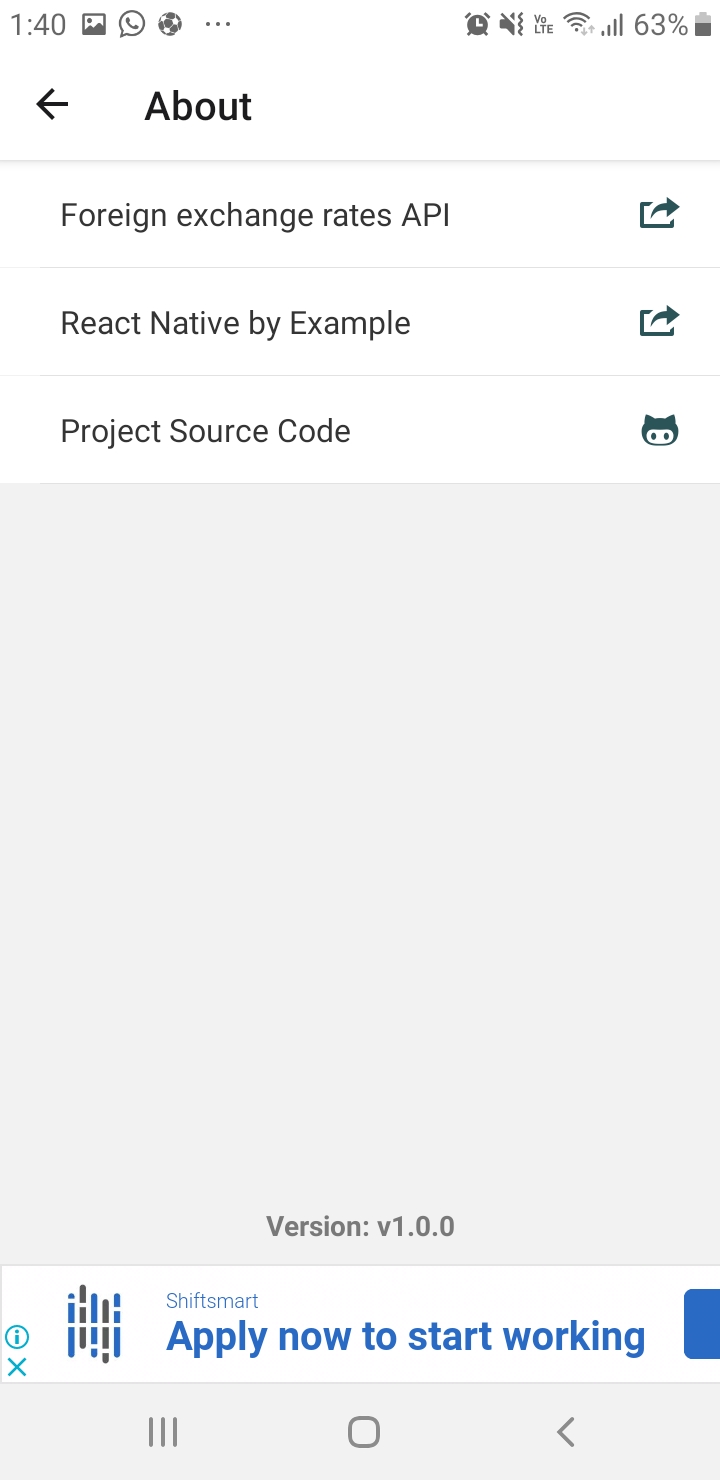 1:40 63%
VO LTE
About
Foreign exchange rates API
React Native by Example
Project Source Code
Version: v1.0.0
Shiftsmart
Apply now to start working